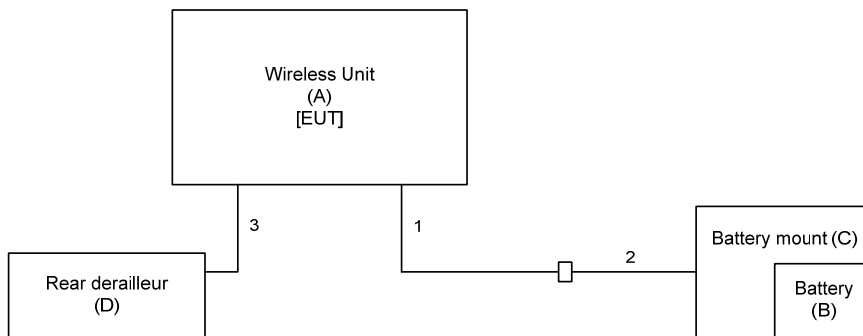 Wireless Unit
(A)
[EUT]
3
1
2
Battery mount (C)
Rear derailleur
(D)
Battery
(B)